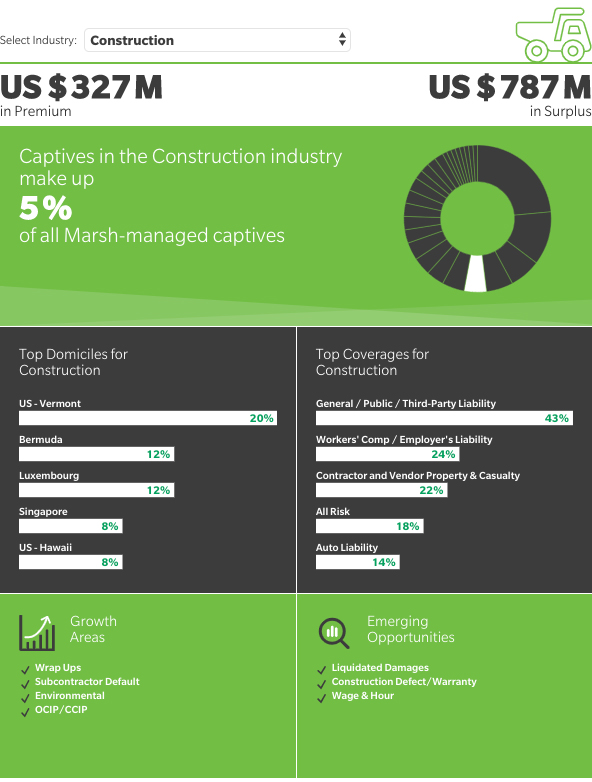 Select Industry: Construction
US $ 327 M
in Premium
US $ 787 M
in Surplus
Captives in the Construction industry
make up
5%
of all Marsh-managed captives
Top Domiciles for
Construction
US - Vermont
20%
Bermuda
12%
Luxembourg
12%
Singapore
8%
US - Hawaii
8%
Top Coverages for
Construction
General / Public / Third-Party Liability
43%
Workers' Comp / Employer's Liability
24%
Contractor and Vendor Property & Casualty
22%
All Risk
18%
Auto Liability
14%
Growth
Areas
Wrap Ups
Subcontractor Default
Environmental
OCIP/CCIP
Emerging
Opportunities
Liquidated Damages
Construction Defect/Warranty
Wage & Hour